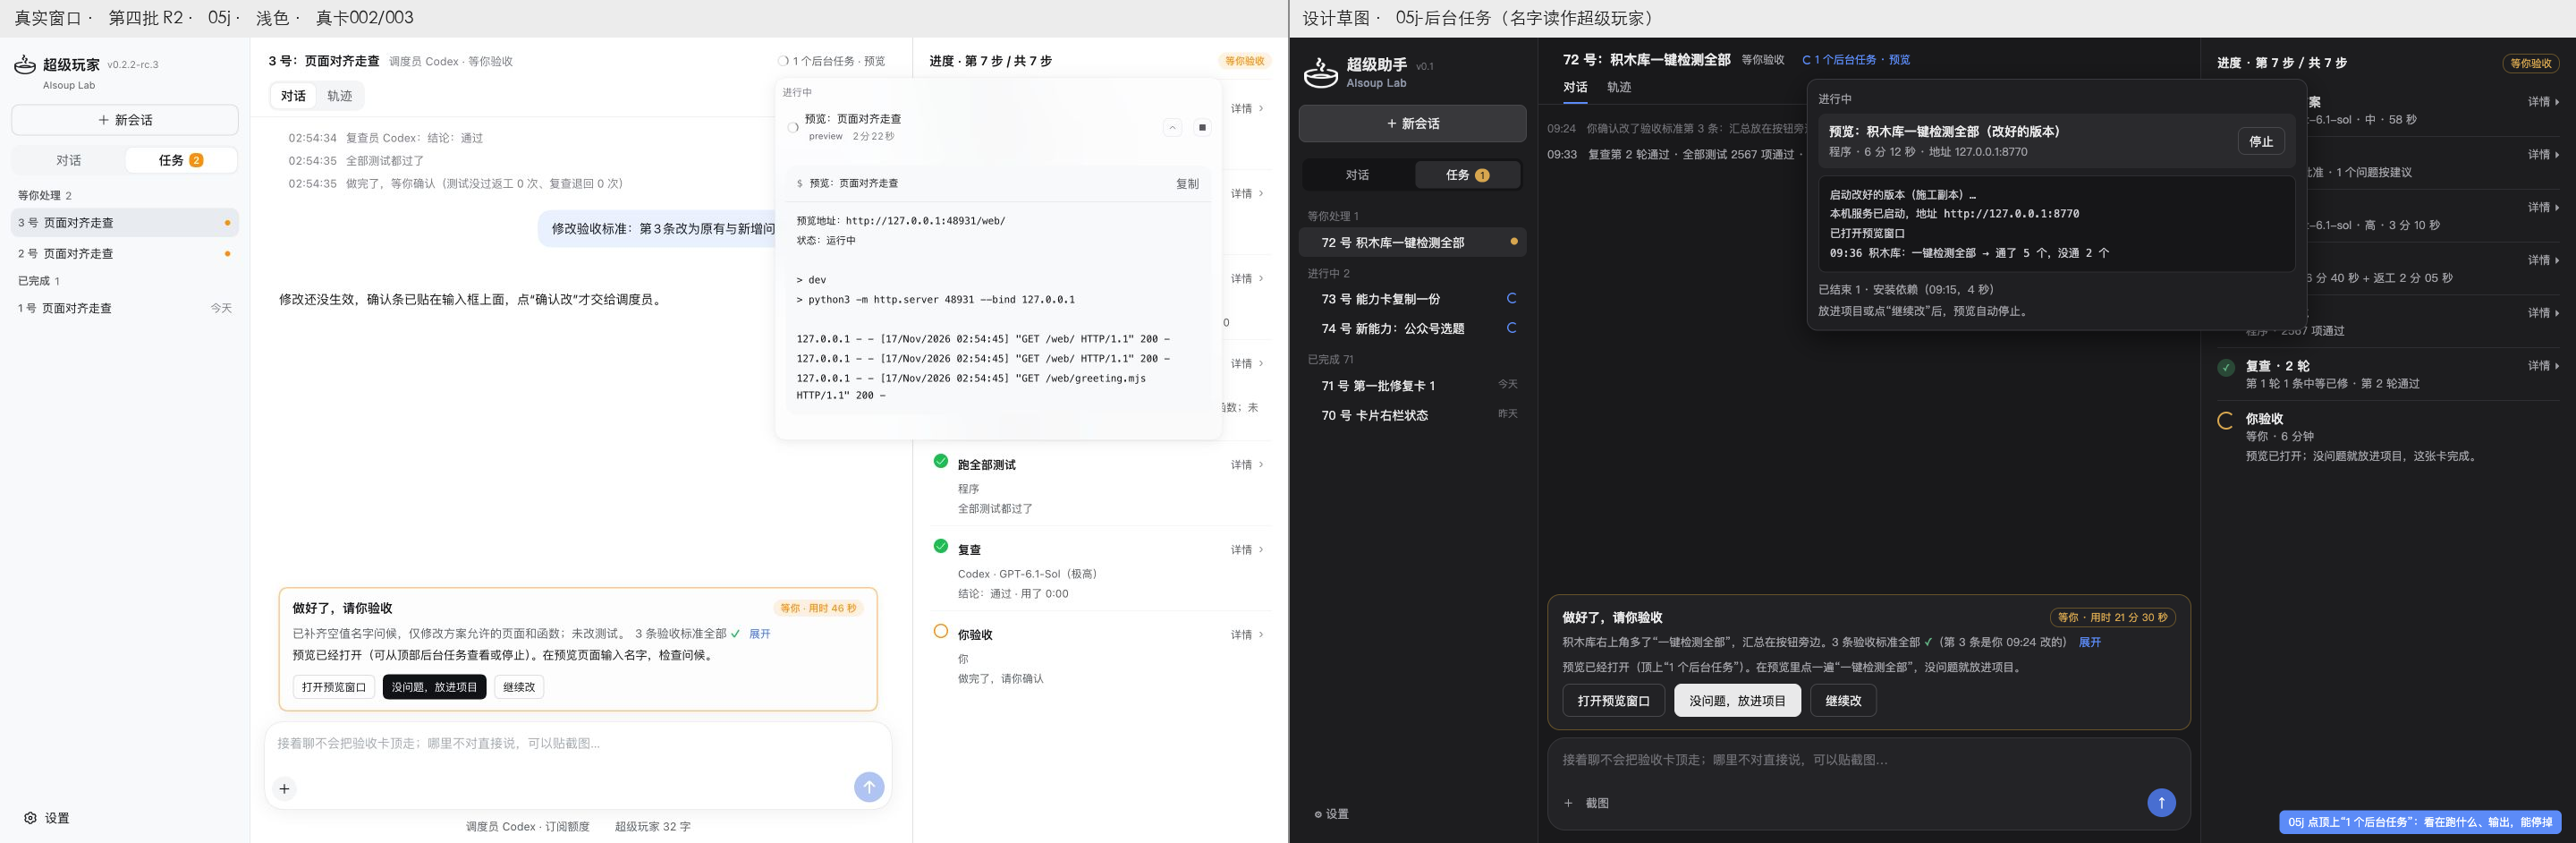 真实窗口 · 第四批 R2 · 05j · 浅色 · 真卡002/003
超级玩家 v0.2.2-rc.3
AIsoup Lab
＋ 新会话
对话 任务 2
等你处理 2
3 号 页面对齐走查
2 号 页面对齐走查
已完成 1
1 号 页面对齐走查 今天
设置
3 号：页面对齐走查 调度员 Codex · 等你验收
1 个后台任务 · 预览
对话 轨迹
02:54:34 复查员 Codex：结论：通过
02:54:35 全部测试都过了
02:54:35 做完了，等你确认（测试没过返工 0 次、复查退回 0 次）
修改验收标准：第3条改为原有与新增问
修改还没生效，确认条已贴在输入框上面，点“确认改”才交给调度员。
进行中
预览：页面对齐走查
preview 2分22秒
$ 预览：页面对齐走查 复制
预览地址：http://127.0.0.1:48931/web/
状态：运行中
> dev
> python3 -m http.server 48931 --bind 127.0.0.1
127.0.0.1 - - [17/Nov/2026 02:54:45] "GET /web/ HTTP/1.1" 200 -
127.0.0.1 - - [17/Nov/2026 02:54:45] "GET /web/ HTTP/1.1" 200 -
127.0.0.1 - - [17/Nov/2026 02:54:45] "GET /web/greeting.mjs
HTTP/1.1" 200 -
做好了，请你验收 等你 · 用时 46 秒
已补齐空值名字问候，仅修改方案允许的页面和函数；未改测试。 3 条验收标准全部 ✓ 展开
预览已经打开（可从顶部后台任务查看或停止）。在预览页面输入名字，检查问候。
打开预览窗口 没问题，放进项目 继续改
接着聊不会把验收卡顶走；哪里不对直接说，可以贴截图...
＋
调度员 Codex · 订阅额度 超级玩家 32 字
进度 · 第 7 步 / 共 7 步 等你验收
详情 ›
详情 ›
详情 ›
0
详情 ›
函数；未
跑全部测试 详情 ›
程序
全部测试都过了
复查 详情 ›
Codex · GPT-6.1-Sol（极高）
结论：通过 · 用了 0:00
你验收 详情 ›
你
做完了，请你确认
设计草图 · 05j-后台任务（名字读作超级玩家）
超级助手 v0.1
AIsoup Lab
＋ 新会话
对话 任务 1
等你处理 1
72 号 积木库一键检测全部
进行中 2
73 号 能力卡复制一份
74 号 新能力：公众号选题
已完成 71
71 号 第一批修复卡 1 今天
70 号 卡片右栏状态 昨天
设置
72 号：积木库一键检测全部 等你验收 1 个后台任务 · 预览
对话 轨迹
09:24 你确认改了验收标准第 3 条：汇总放在按钮旁
09:33 复查第 2 轮通过 · 全部测试 2567 项通过 ·
进行中
预览：积木库一键检测全部（改好的版本）
程序 · 6 分 12 秒 · 地址 127.0.0.1:8770
停止
启动改好的版本（施工副本）…
本机服务已启动，地址 http://127.0.0.1:8770
已打开预览窗口
09:36 积木库：一键检测全部 → 通了 5 个，没通 2 个
已结束 1 · 安装依赖（09:15，4 秒）
放进项目或点“继续改”后，预览自动停止。
做好了，请你验收 等你 · 用时 21 分 30 秒
积木库右上角多了“一键检测全部”，汇总在按钮旁边。3 条验收标准全部 ✓（第 3 条是你 09:24 改的） 展开
预览已经打开（顶上“1 个后台任务”）。在预览里点一遍“一键检测全部”，没问题就放进项目。
打开预览窗口 没问题，放进项目 继续改
接着聊不会把验收卡顶走；哪里不对直接说，可以贴截图…
＋ 截图
进度 · 第 7 步 / 共 7 步 等你验收
案 详情
-6.1-sol · 中 · 58 秒
详情
批准 · 1 个问题按建议
详情
-6.1-sol · 高 · 3 分 10 秒
详情
6 分 40 秒 + 返工 2 分 05 秒
详情
程序 · 2567 项通过
复查 · 2 轮 详情
第 1 轮 1 条中等已修 · 第 2 轮通过
你验收
等你 · 6 分钟
预览已打开；没问题就放进项目，这张卡完成。
05j 点顶上“1 个后台任务”：看在跑什么、输出，能停掉